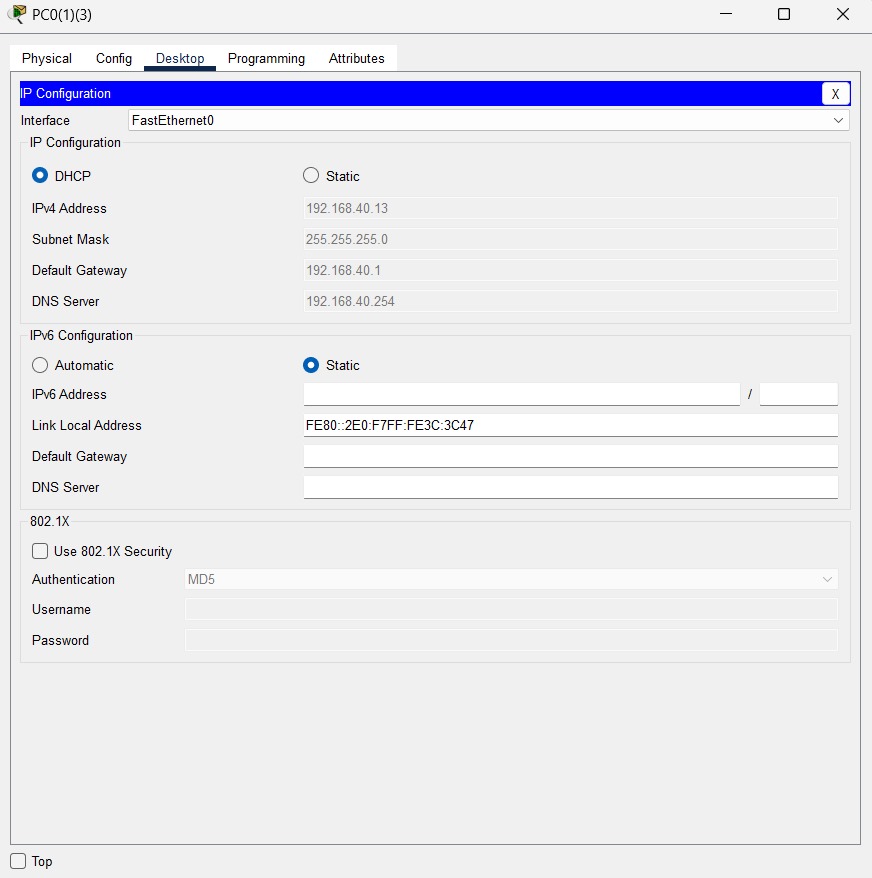 PC0(1)(3)
Physical Config Desktop Programming Attributes
IP Configuration X
Interface FastEthernet0
IP Configuration
DHCP Static
IPv4 Address 192.168.40.13
Subnet Mask 255.255.255.0
Default Gateway 192.168.40.1
DNS Server 192.168.40.254
IPv6 Configuration
Automatic Static
IPv6 Address /
Link Local Address FE80::2E0:F7FF:FE3C:3C47
Default Gateway
DNS Server
802.1X
Use 802.1X Security
Authentication MD5
Username
Password
Top